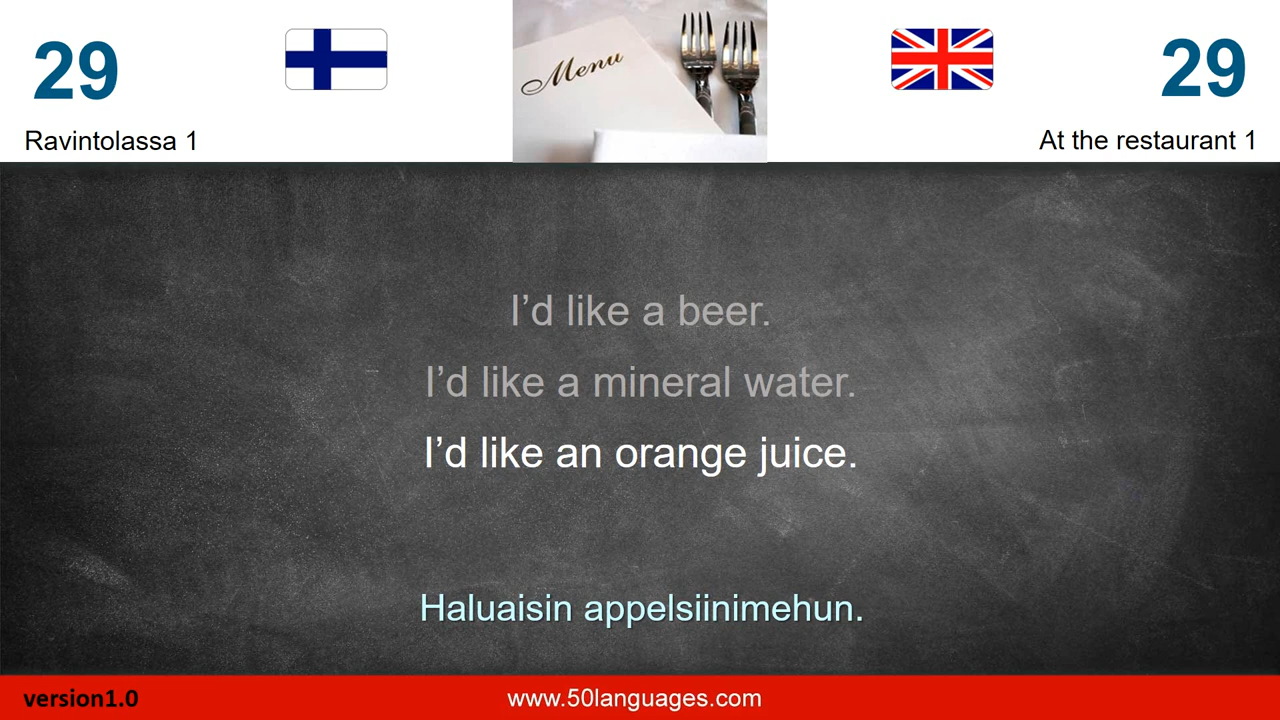 29
29
Menu
Ravintolassa 1
At the restaurant 1
I’d like a beer.
I’d like a mineral water.
I’d like an orange juice.
Haluaisin appelsiinimehun.
version1.0
www.50languages.com